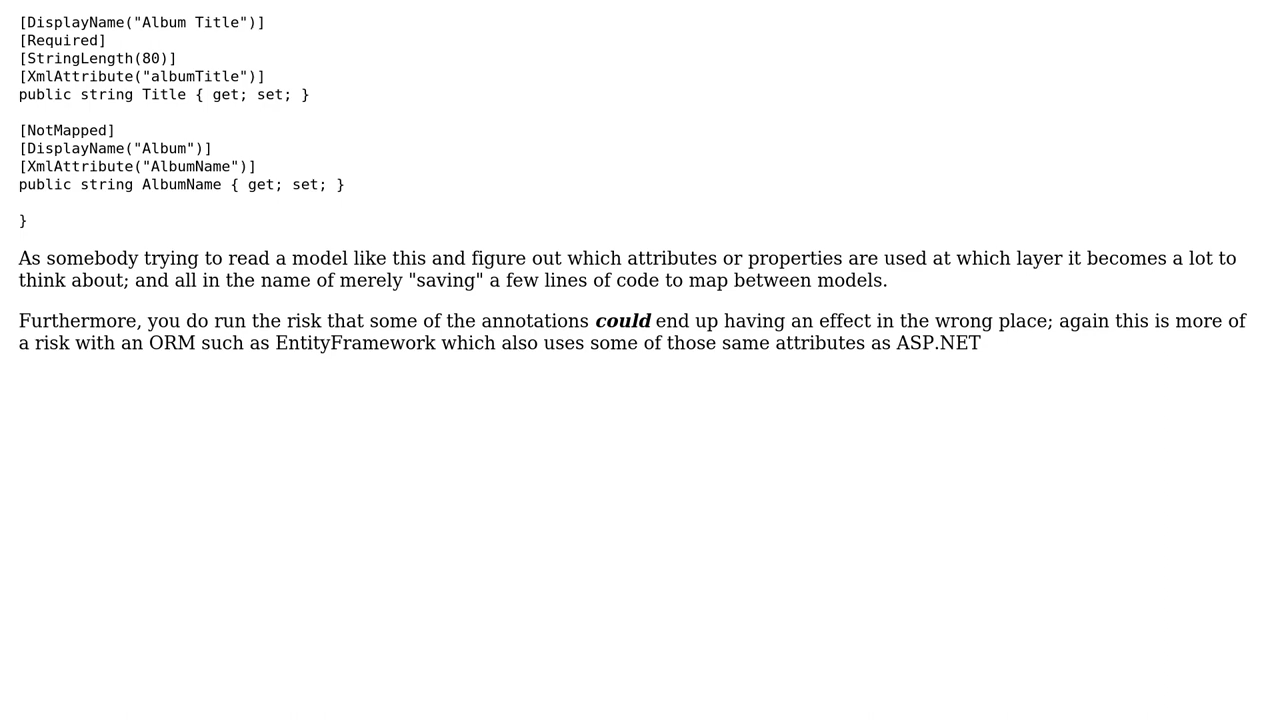 [DisplayName("Album Title")]
[Required]
[StringLength(80)]
[XmlAttribute("albumTitle")]
public string Title { get; set; }
[NotMapped]
[DisplayName("Album")]
[XmlAttribute("AlbumName")]
public string AlbumName { get; set; }
}
As somebody trying to read a model like this and figure out which attributes or properties are used at which layer it becomes a lot to
think about; and all in the name of merely "saving" a few lines of code to map between models.
Furthermore, you do run the risk that some of the annotations could end up having an effect in the wrong place; again this is more of
a risk with an ORM such as EntityFramework which also uses some of those same attributes as ASP.NET